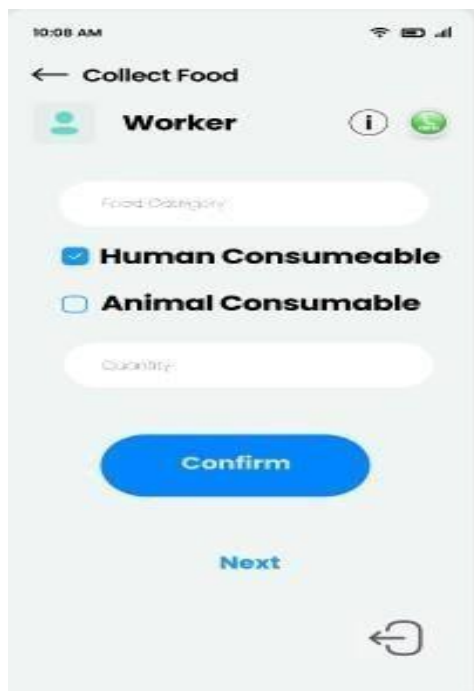 10:08 AM
← Collect Food
Worker
Food Category
Human Consumeable
Animal Consumable
Quantity
Confirm
Next